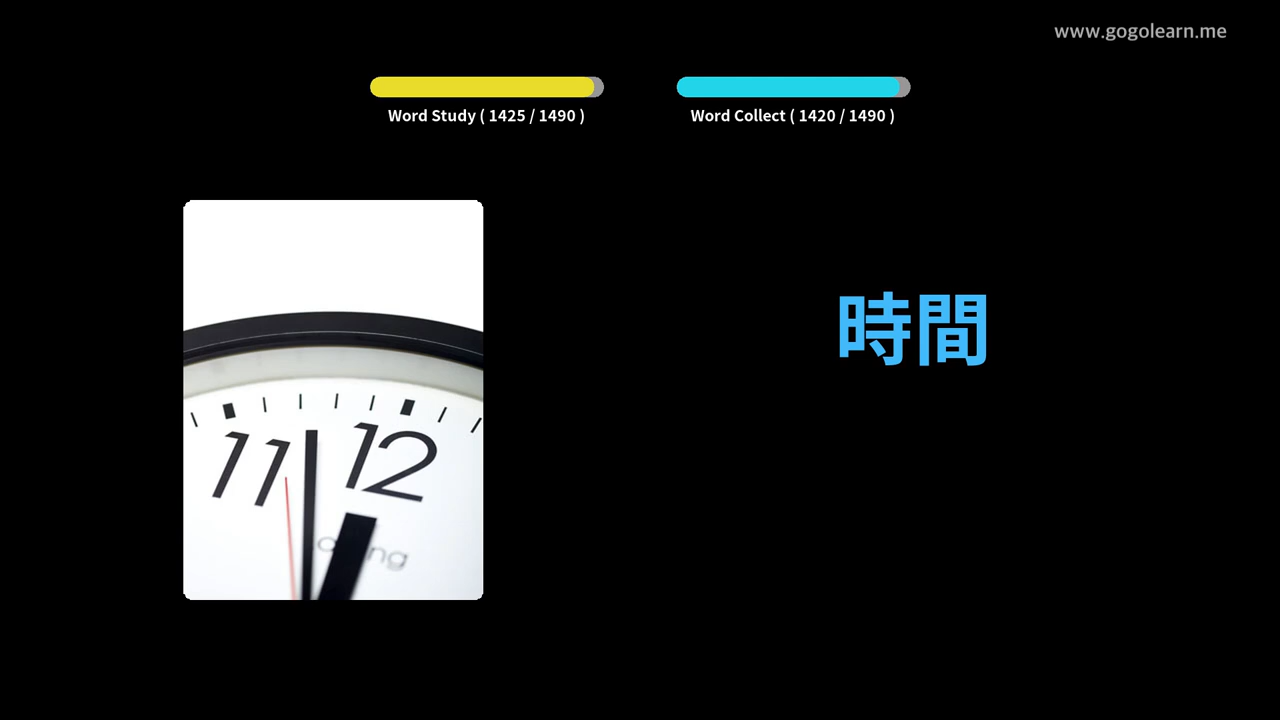 www.gogolearn.me
Word Study ( 1425 / 1490 )
Word Collect ( 1420 / 1490 )
時間
11
12